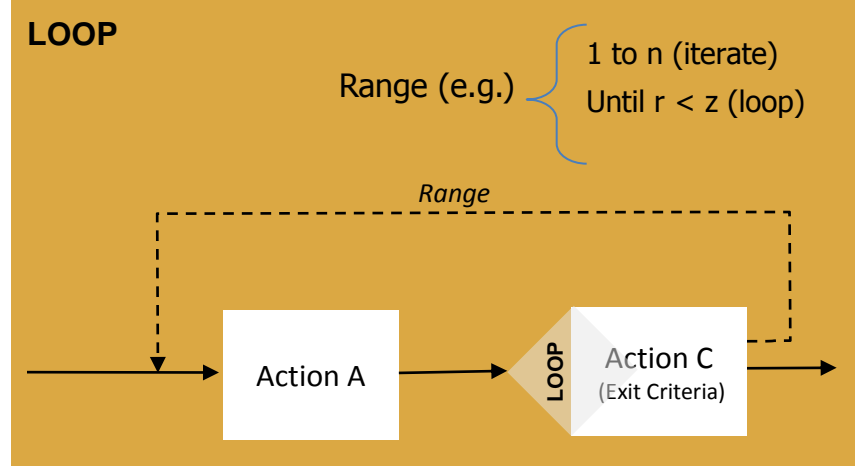 LOOP
Range (e.g.)
1 to n (iterate)
Until r < z (loop)
Range
Action A
LOOP
Action C
(Exit Criteria)